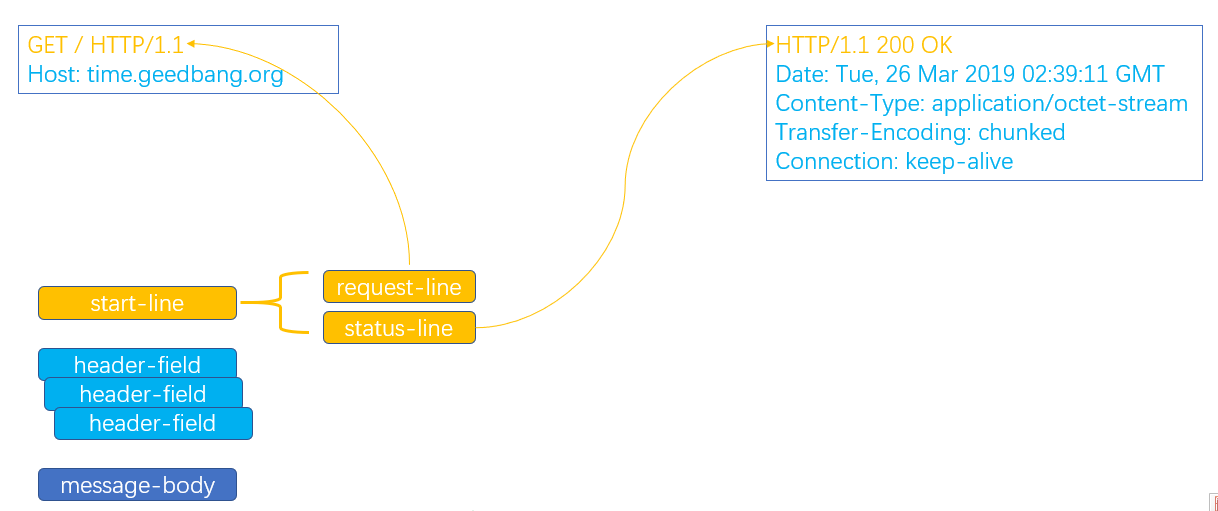 GET / HTTP/1.1
Host: time.geedbang.org
HTTP/1.1 200 OK
Date: Tue, 26 Mar 2019 02:39:11 GMT
Content-Type: application/octet-stream
Transfer-Encoding: chunked
Connection: keep-alive
start-line
request-line
status-line
header-field
header-field
header-field
message-body